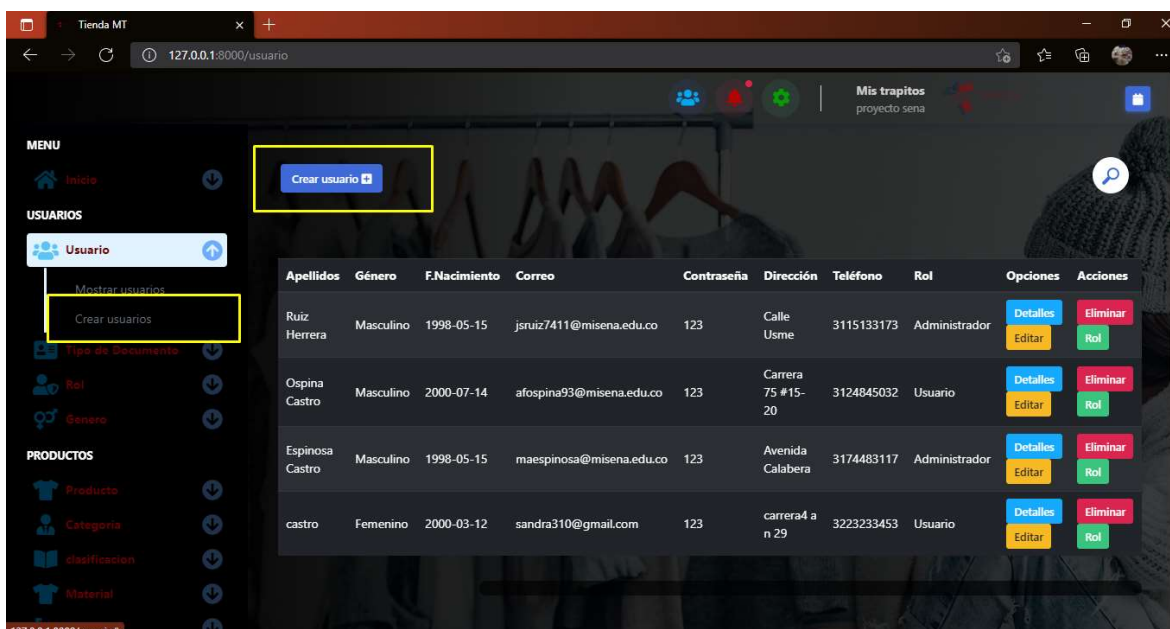 Tienda MT
127.0.0.1:8000/usuario
Mis trapitos
proyecto sena
MENU
Inicio
Crear usuario
USUARIOS
Usuario
Mostrar usuarios
Crear usuarios
Tipo de Documento
Rol
Genero
PRODUCTOS
Producto
Categoria
clasificacion
Material
Apellidos Género F.Nacimiento Correo Contraseña Dirección Teléfono Rol Opciones Acciones
Ruiz Herrera Masculino 1998-05-15 jsruiz7411@misena.edu.co 123 Calle Usme 3115133173 Administrador Detalles Editar Eliminar Rol
Ospina Castro Masculino 2000-07-14 afospina93@misena.edu.co 123 Carrera 75 #15-20 3124845032 Usuario Detalles Editar Eliminar Rol
Espinosa Castro Masculino 1998-05-15 maespinosa@misena.edu.co 123 Avenida Calabera 3174483117 Administrador Detalles Editar Eliminar Rol
castro Femenino 2000-03-12 sandra310@gmail.com 123 carrera4 a n 29 3223233453 Usuario Detalles Editar Eliminar Rol